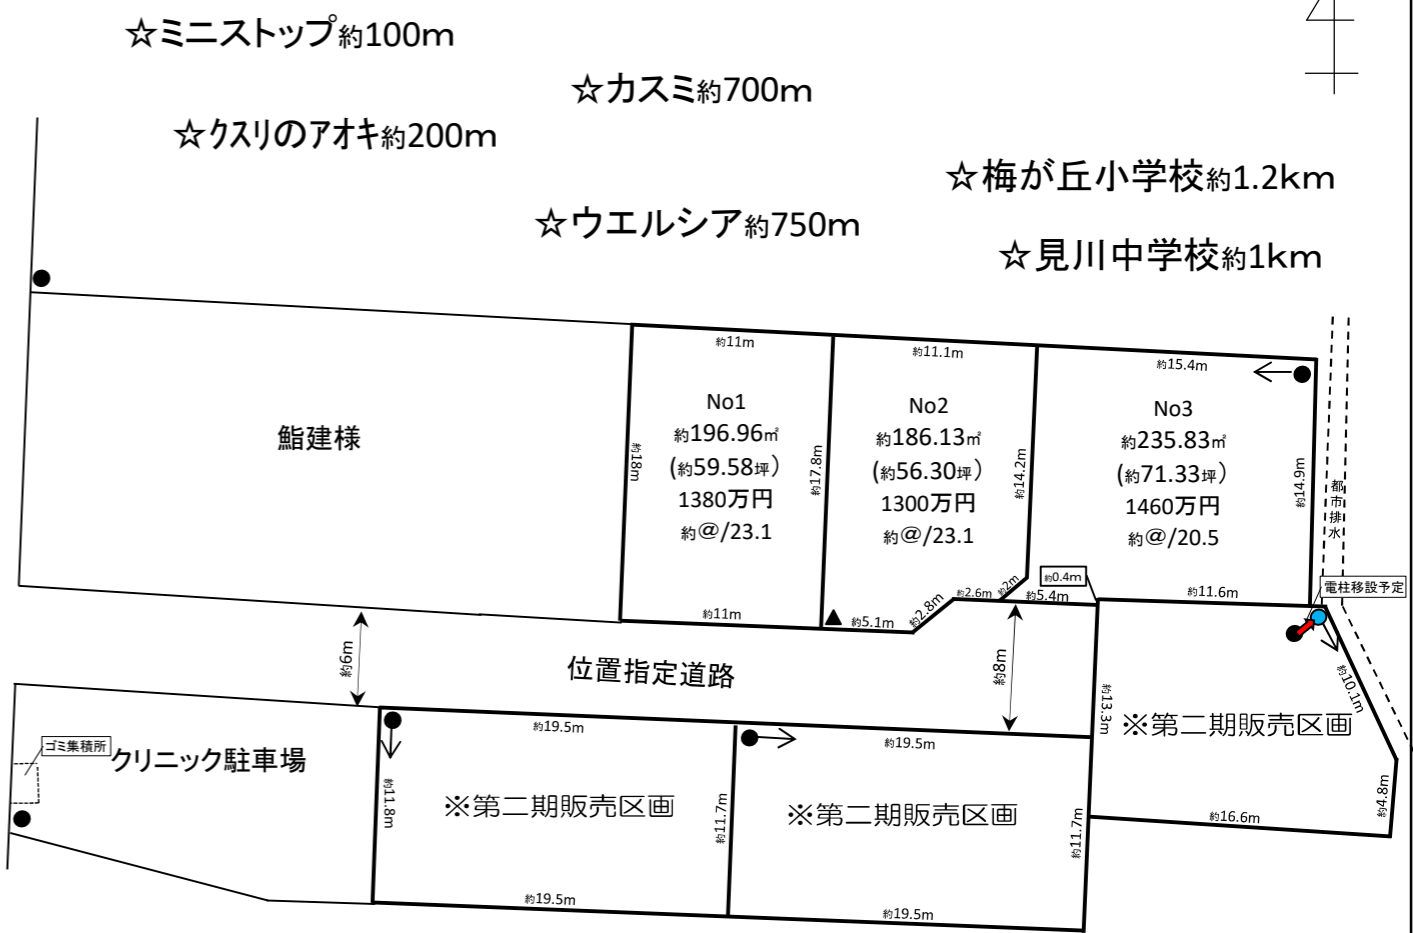 ☆ミニストップ約100m
☆カスミ約700m
☆クスリのアオキ約200m
☆梅が丘小学校約1.2km
☆ウエルシア約750m
☆見川中学校約1km
鮨建様
約11m
No1
約196.96㎡
(約59.58坪)
1380万円
約@/23.1
約18m
約17.8m
約11m
約11.1m
No2
約186.13㎡
(約56.30坪)
1300万円
約@/23.1
約14.2m
▲
約5.1m
約2.8m
約2.6m
約2m
約15.4m
No3
約235.83㎡
(約71.33坪)
1460万円
約@/20.5
約14.9m
約0.4m
約5.4m
約11.6m
都市排水
電柱移設予定
約6m
位置指定道路
約8m
約13.3m
※第二期販売区画
約10.1m
約4.8m
約16.6m
ゴミ集積所
クリニック駐車場
約19.5m
約11.8m
※第二期販売区画
約11.7m
約19.5m
約19.5m
※第二期販売区画
約11.7m
約19.5m